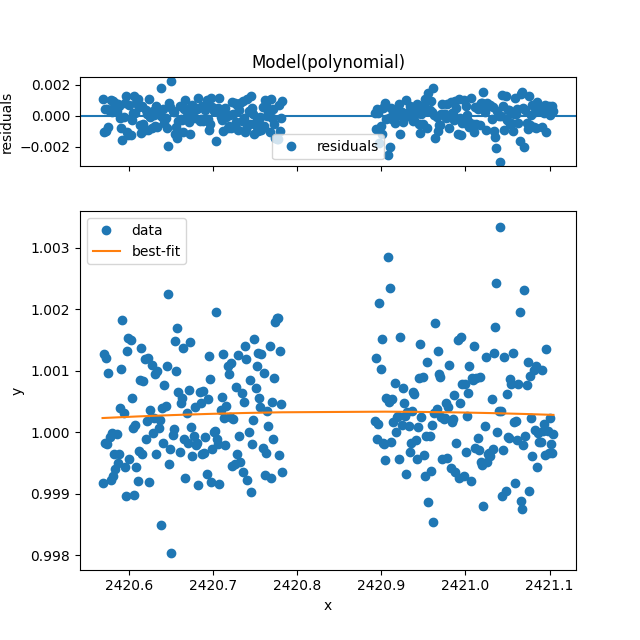 Model(polynomial)
0.002
0.000
−0.002
residuals
residuals
data
best-fit
1.003
1.002
1.001
1.000
0.999
0.998
y
2420.6 2420.7 2420.8 2420.9 2421.0 2421.1
x